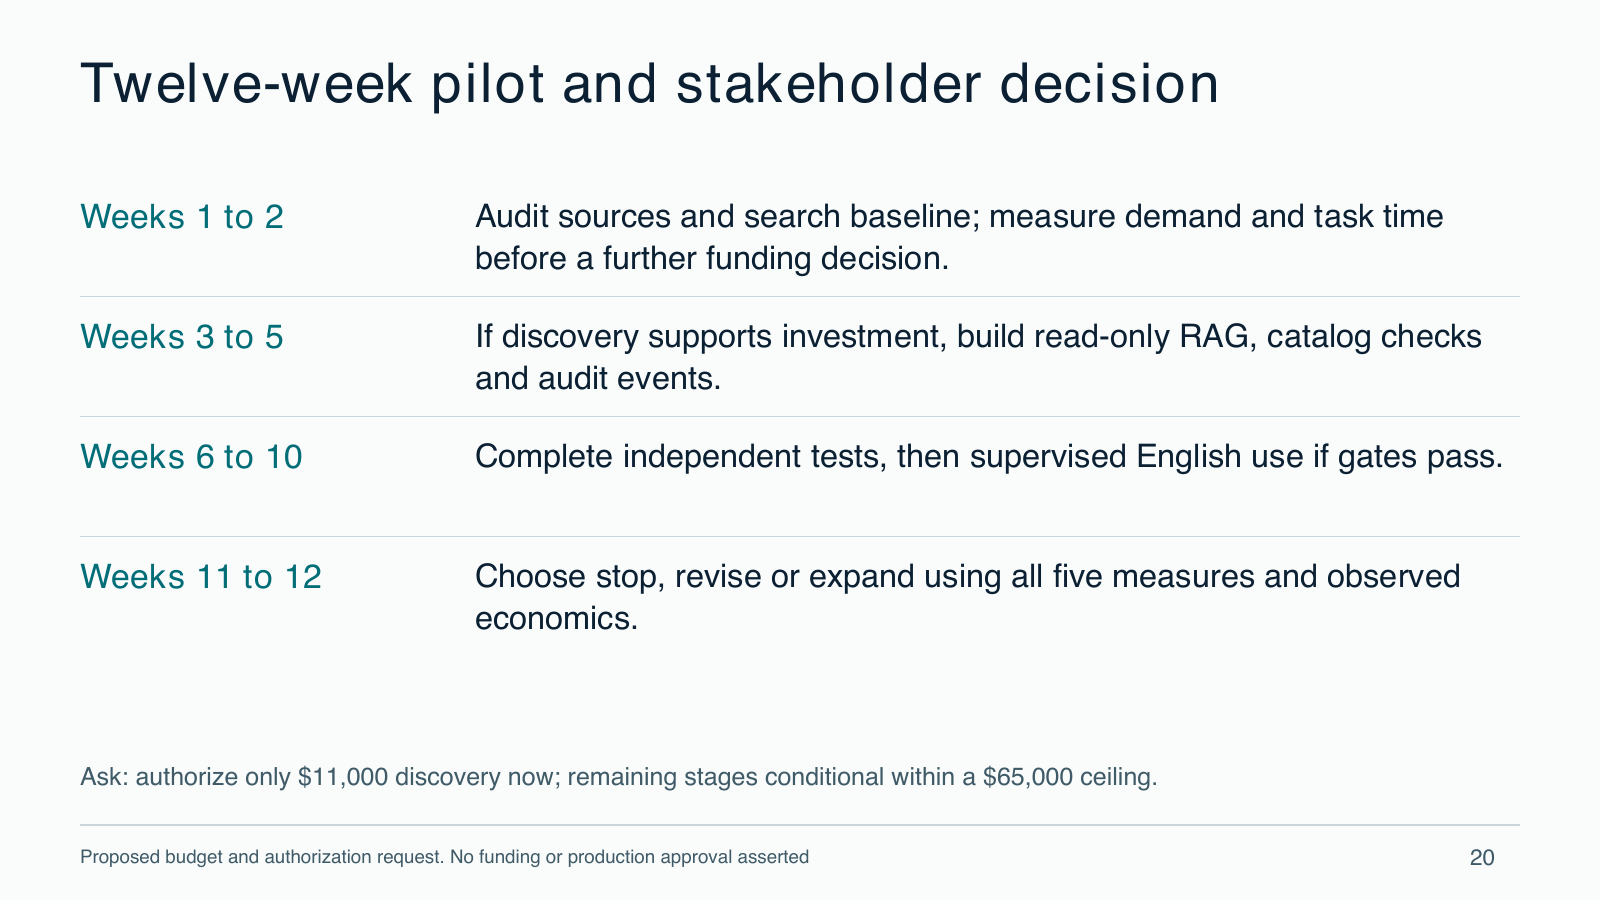 Twelve-week pilot and stakeholder decision
Weeks 1 to 2
Audit sources and search baseline; measure demand and task time
before a further funding decision.
Weeks 3 to 5
If discovery supports investment, build read-only RAG, catalog checks
and audit events.
Weeks 6 to 10
Complete independent tests, then supervised English use if gates pass.
Weeks 11 to 12
Choose stop, revise or expand using all five measures and observed
economics.
Ask: authorize only $11,000 discovery now; remaining stages conditional within a $65,000 ceiling.
Proposed budget and authorization request. No funding or production approval asserted
20